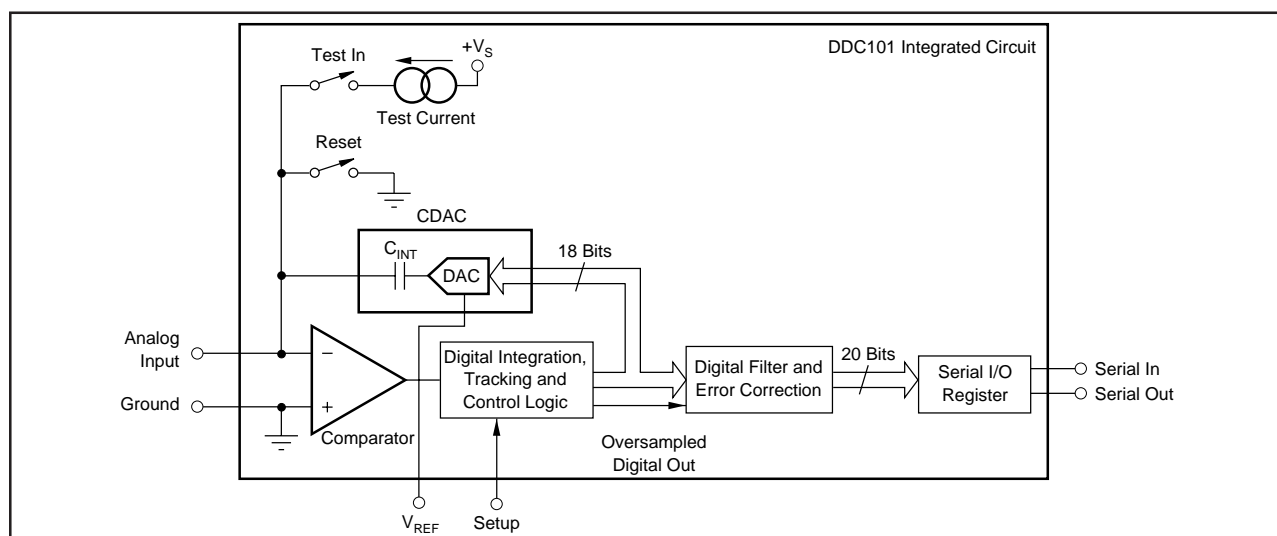 DDC101 Integrated Circuit
+VS
Test In
Test Current
Reset
CDAC
CINT
DAC
18 Bits
Analog
Input
−
Digital Integration,
Tracking and
Control Logic
Digital Filter and
Error Correction
20 Bits
Serial I/O
Register
Serial In
Serial Out
Ground
+
Comparator
Oversampled
Digital Out
VREF
Setup